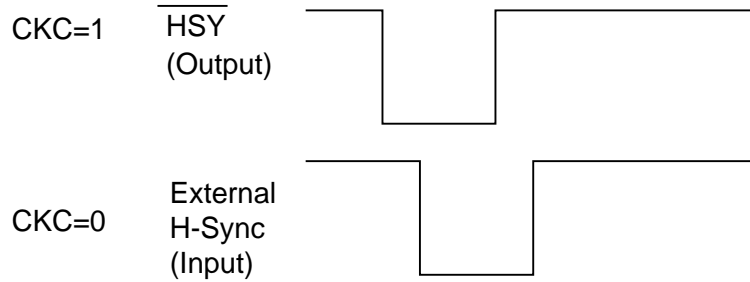 CKC=1 HSY
(Output)
External
CKC=0 H-Sync
(Input)